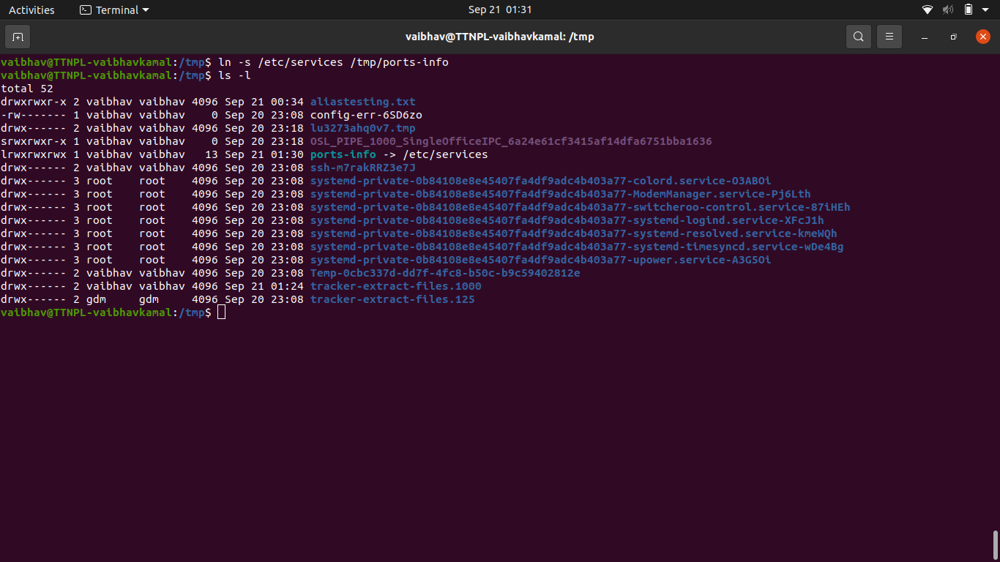 Activities Terminal Sep 21 01:31
vaibhav@TTNPL-vaibhavkamal: /tmp
vaibhav@TTNPL-vaibhavkamal:/tmp$ ln -s /etc/services /tmp/ports-info
vaibhav@TTNPL-vaibhavkamal:/tmp$ ls -l
total 52
drwxrwxr-x 2 vaibhav vaibhav 4096 Sep 21 00:34 aliastesting.txt
-rw------- 1 vaibhav vaibhav    0 Sep 20 23:08 config-err-6SD6zo
drwx------ 2 vaibhav vaibhav 4096 Sep 20 23:18 lu3273ahq0v7.tmp
srwxrwxr-x 1 vaibhav vaibhav    0 Sep 20 23:18 OSL_PIPE_1000_SingleOfficeIPC_6a24e61cf3415af14dfa6751bba1636
lrwxrwxrwx 1 vaibhav vaibhav   13 Sep 21 01:30 ports-info -> /etc/services
drwx------ 2 vaibhav vaibhav 4096 Sep 20 23:08 ssh-m7rakRRZ3e7J
drwx------ 3 root    root    4096 Sep 20 23:08 systemd-private-0b84108e8e45407fa4df9adc4b403a77-colord.service-O3ABOi
drwx------ 3 root    root    4096 Sep 20 23:08 systemd-private-0b84108e8e45407fa4df9adc4b403a77-ModemManager.service-Pj6Lth
drwx------ 3 root    root    4096 Sep 20 23:08 systemd-private-0b84108e8e45407fa4df9adc4b403a77-switcheroo-control.service-87iHEh
drwx------ 3 root    root    4096 Sep 20 23:08 systemd-private-0b84108e8e45407fa4df9adc4b403a77-systemd-logind.service-XFcJ1h
drwx------ 3 root    root    4096 Sep 20 23:08 systemd-private-0b84108e8e45407fa4df9adc4b403a77-systemd-resolved.service-kmeWQh
drwx------ 3 root    root    4096 Sep 20 23:08 systemd-private-0b84108e8e45407fa4df9adc4b403a77-systemd-timesyncd.service-wDe4Bg
drwx------ 3 root    root    4096 Sep 20 23:08 systemd-private-0b84108e8e45407fa4df9adc4b403a77-upower.service-A3G5Oi
drwx------ 2 vaibhav vaibhav 4096 Sep 20 23:08 Temp-0cbc337d-dd7f-4fc8-b50c-b9c59402812e
drwx------ 2 vaibhav vaibhav 4096 Sep 21 01:24 tracker-extract-files.1000
drwx------ 2 gdm     gdm     4096 Sep 20 23:08 tracker-extract-files.125
vaibhav@TTNPL-vaibhavkamal:/tmp$